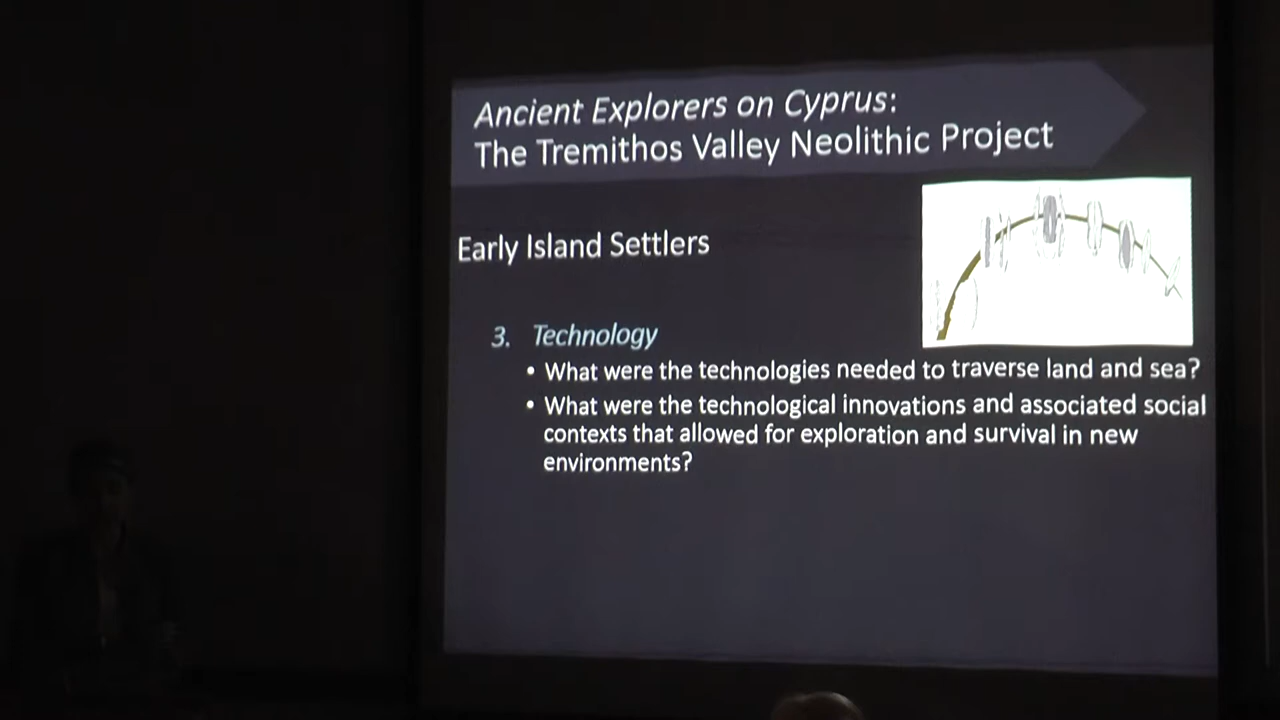 Ancient Explorers on Cyprus:
The Tremithos Valley Neolithic Project
Early Island Settlers
3. Technology
• What were the technologies needed to traverse land and sea?
• What were the technological innovations and associated social
contexts that allowed for exploration and survival in new
environments?